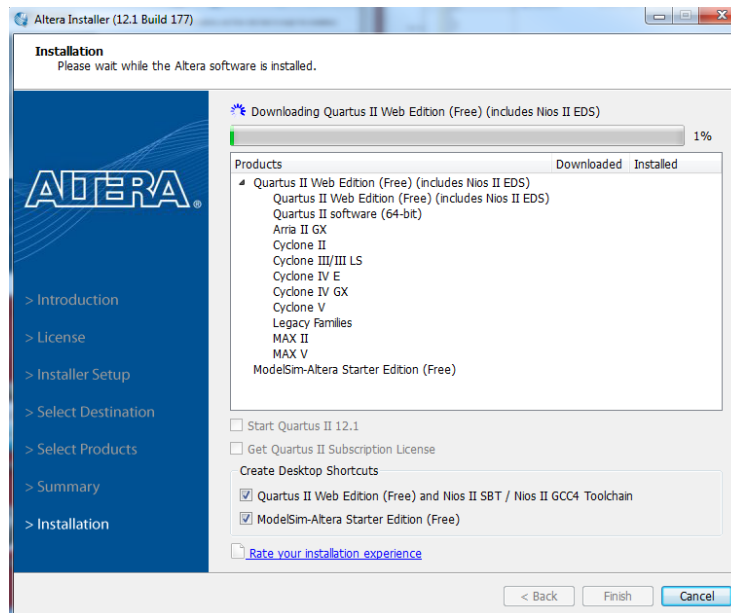 Altera Installer (12.1 Build 177)
Installation
Please wait while the Altera software is installed.
Downloading Quartus II Web Edition (Free) (includes Nios II EDS)
1%
Products Downloaded Installed
Quartus II Web Edition (Free) (includes Nios II EDS)
Quartus II Web Edition (Free) (includes Nios II EDS)
Quartus II software (64-bit)
Arria II GX
Cyclone II
Cyclone III/III LS
Cyclone IV E
Cyclone IV GX
Cyclone V
Legacy Families
MAX II
MAX V
ModelSim-Altera Starter Edition (Free)
ALTERA®
> Introduction
> License
> Installer Setup
> Select Destination
> Select Products
> Summary
> Installation
Start Quartus II 12.1
Get Quartus II Subscription License
Create Desktop Shortcuts
Quartus II Web Edition (Free) and Nios II SBT / Nios II GCC4 Toolchain
ModelSim-Altera Starter Edition (Free)
Rate your installation experience
< Back Finish Cancel